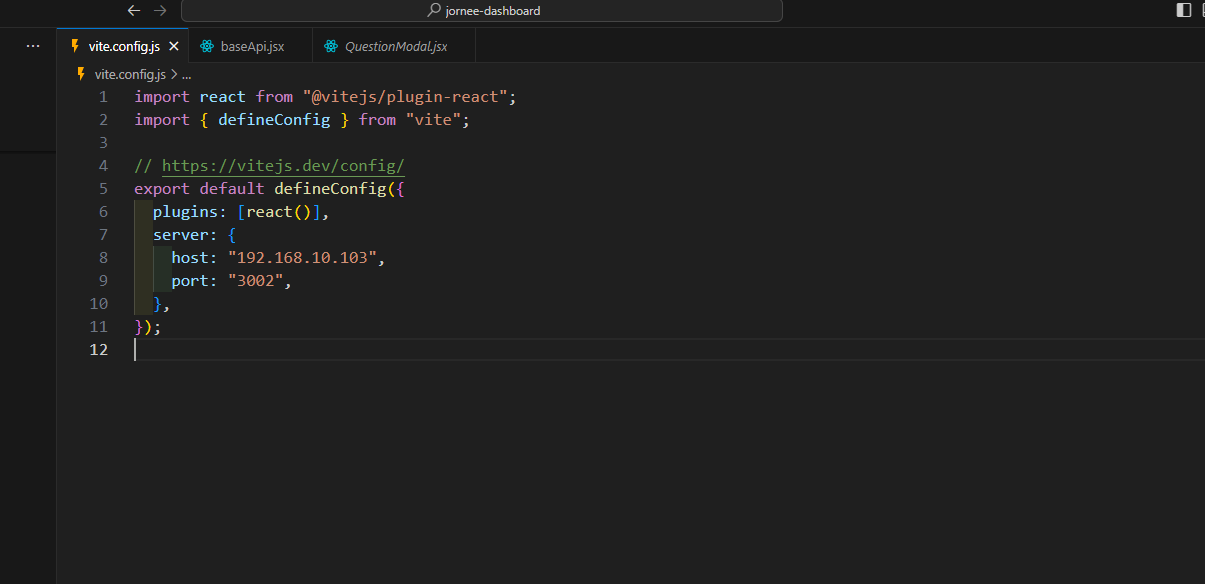 jornee-dashboard
vite.config.js
baseApi.jsx
QuestionModal.jsx
vite.config.js > ...
1 import react from "@vitejs/plugin-react";
2 import { defineConfig } from "vite";
3
4 // https://vitejs.dev/config/
5 export default defineConfig({
6   plugins: [react()],
7   server: {
8     host: "192.168.10.103",
9     port: "3002",
10   },
11 });
12